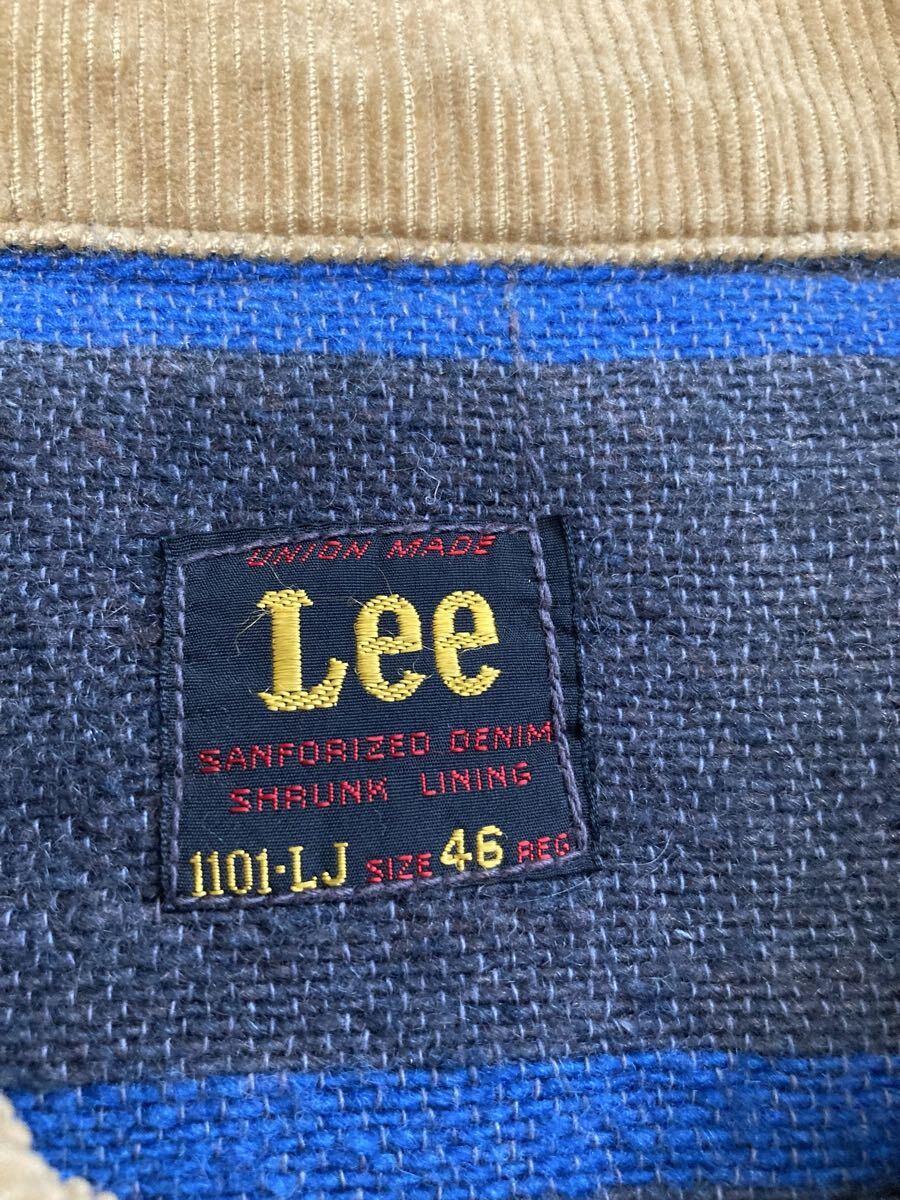 UNION MADE
Lee
SANFORIZED DENIM
SHRUNK LINING
1101·LJ SIZE 46 REG